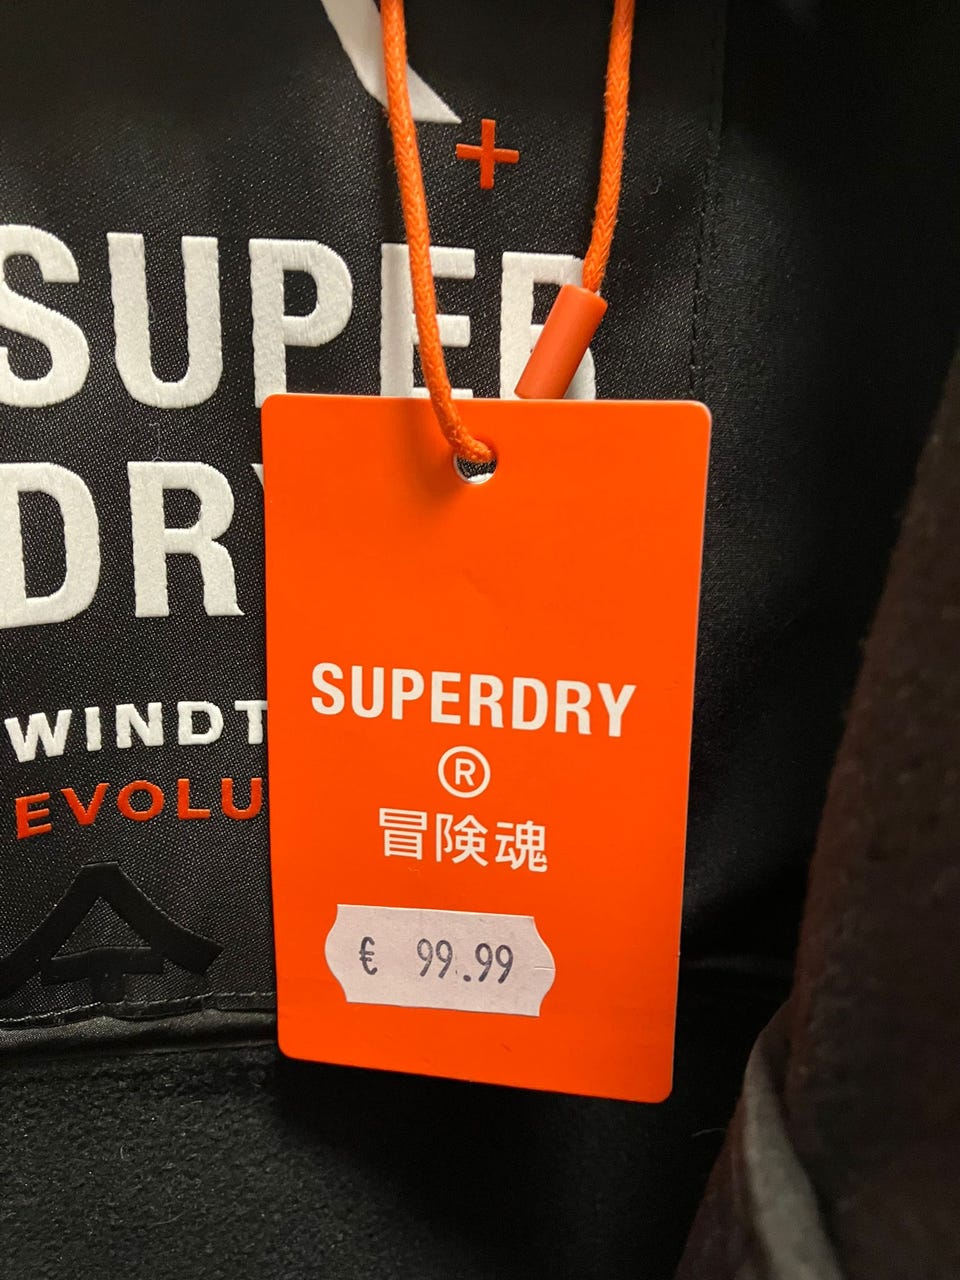 SUPER
DRY
WINDT
EVOLU
SUPERDRY
®
冒険魂
€ 99.99